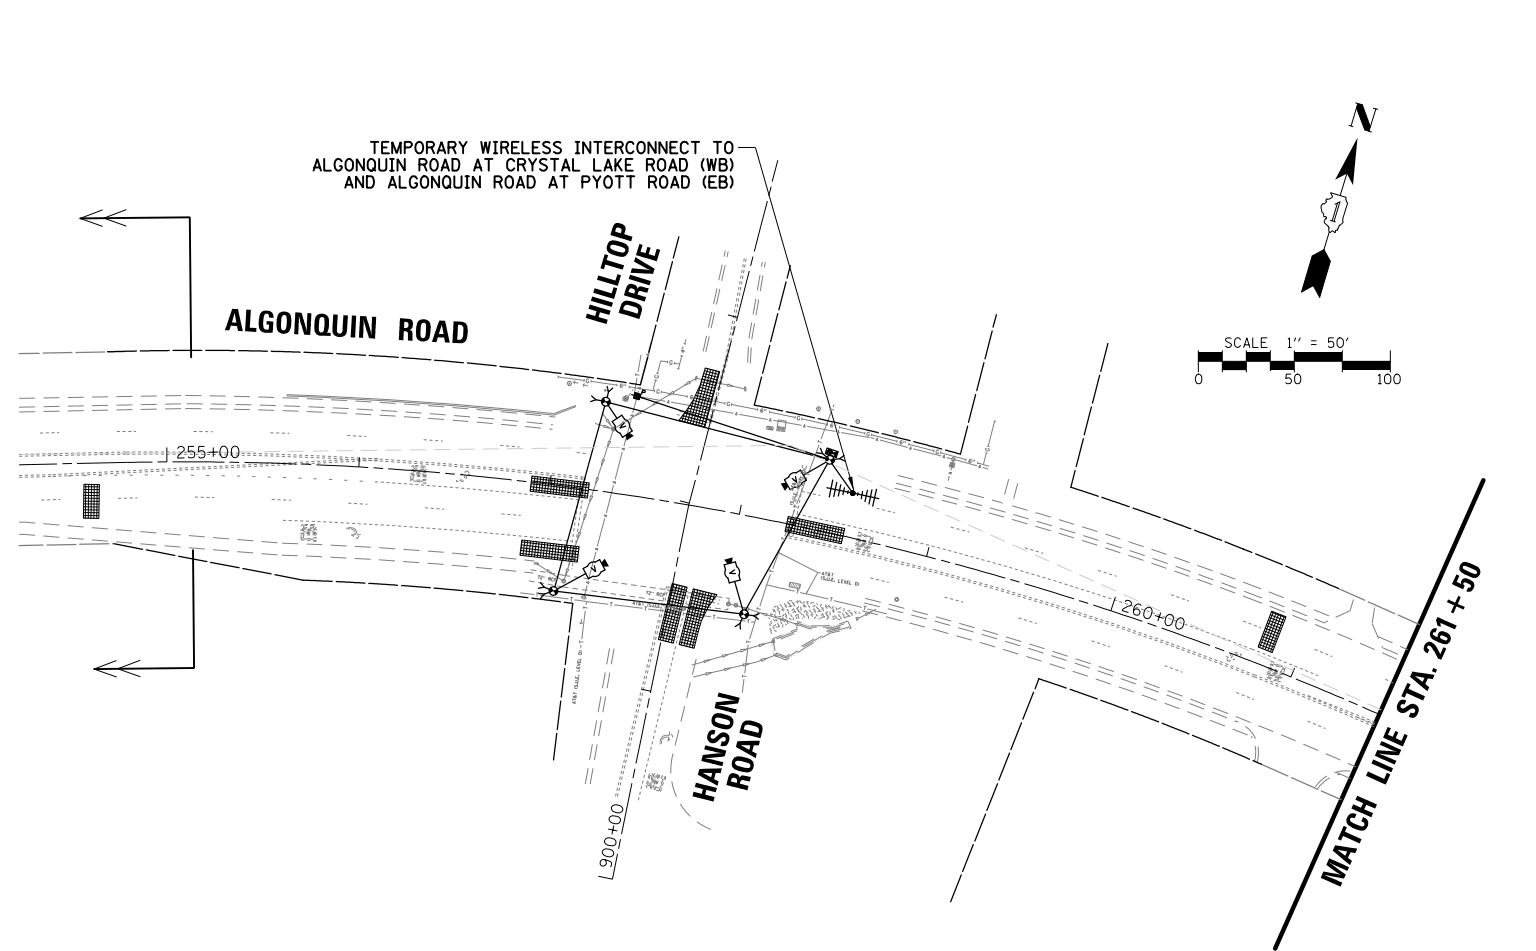 N
1
TEMPORARY WIRELESS INTERCONNECT TO
ALGONQUIN ROAD AT CRYSTAL LAKE ROAD (WB)
AND ALGONQUIN ROAD AT PYOTT ROAD (EB)
HILLTOP
DRIVE
ALGONQUIN ROAD
SCALE 1" = 50'
0 50 100
255+00
V
V
V
V
AT&T
260+00
HANSON
ROAD
900+00
MATCH LINE STA. 261+50